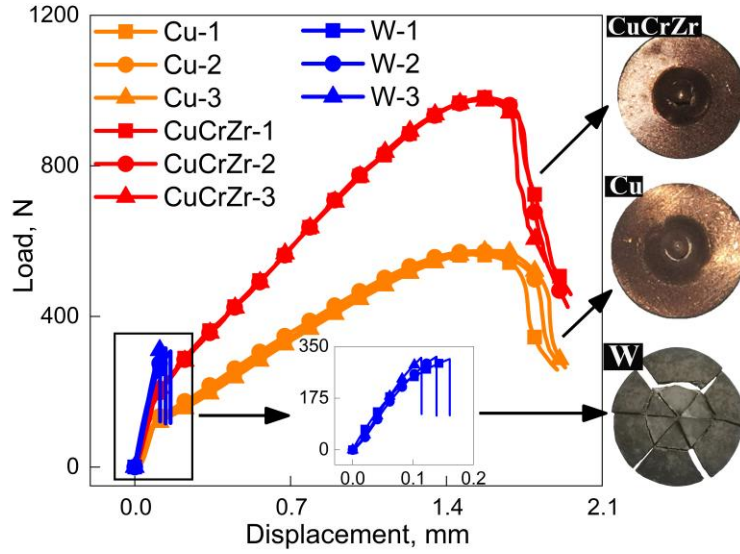 1200
800
400
0
Load, N
Cu-1
Cu-2
Cu-3
CuCrZr-1
CuCrZr-2
CuCrZr-3
W-1
W-2
W-3
CuCrZr
Cu
W
350
175
0
0.0 0.1 0.2
0.0 0.7 1.4 2.1
Displacement, mm